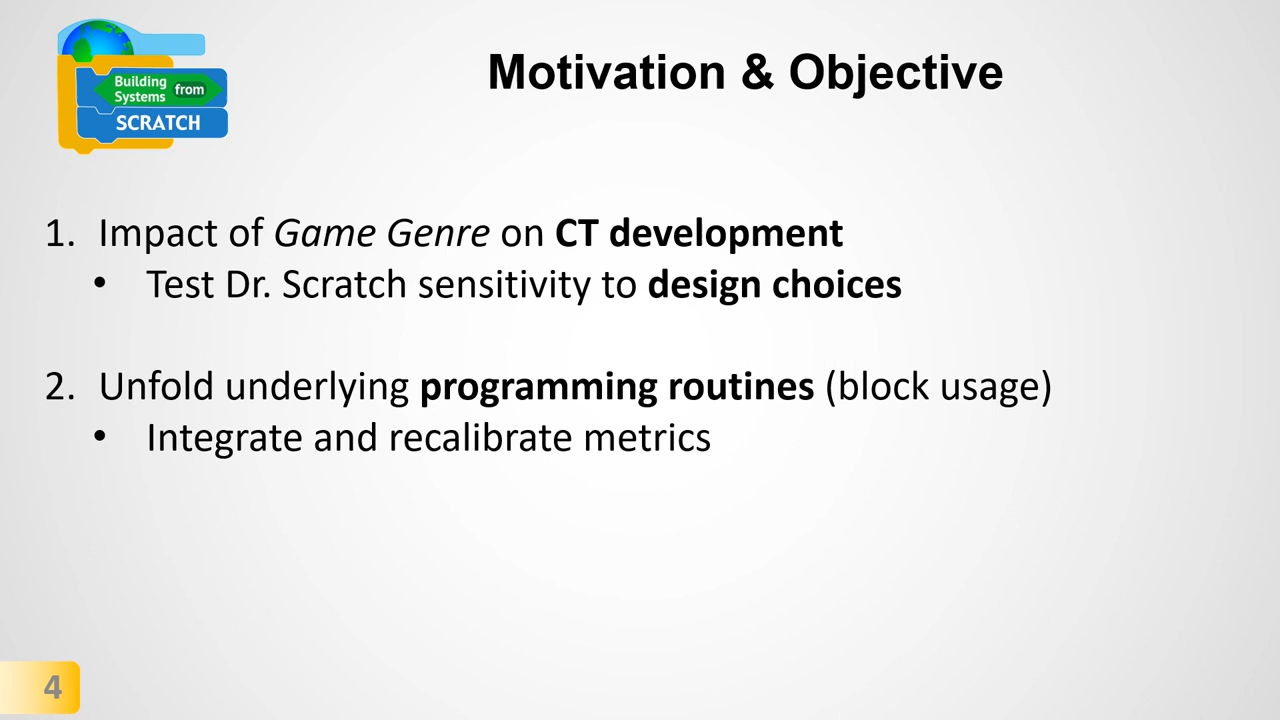 Building
Systems from
SCRATCH
Motivation & Objective
1. Impact of Game Genre on CT development
• Test Dr. Scratch sensitivity to design choices
2. Unfold underlying programming routines (block usage)
• Integrate and recalibrate metrics
4